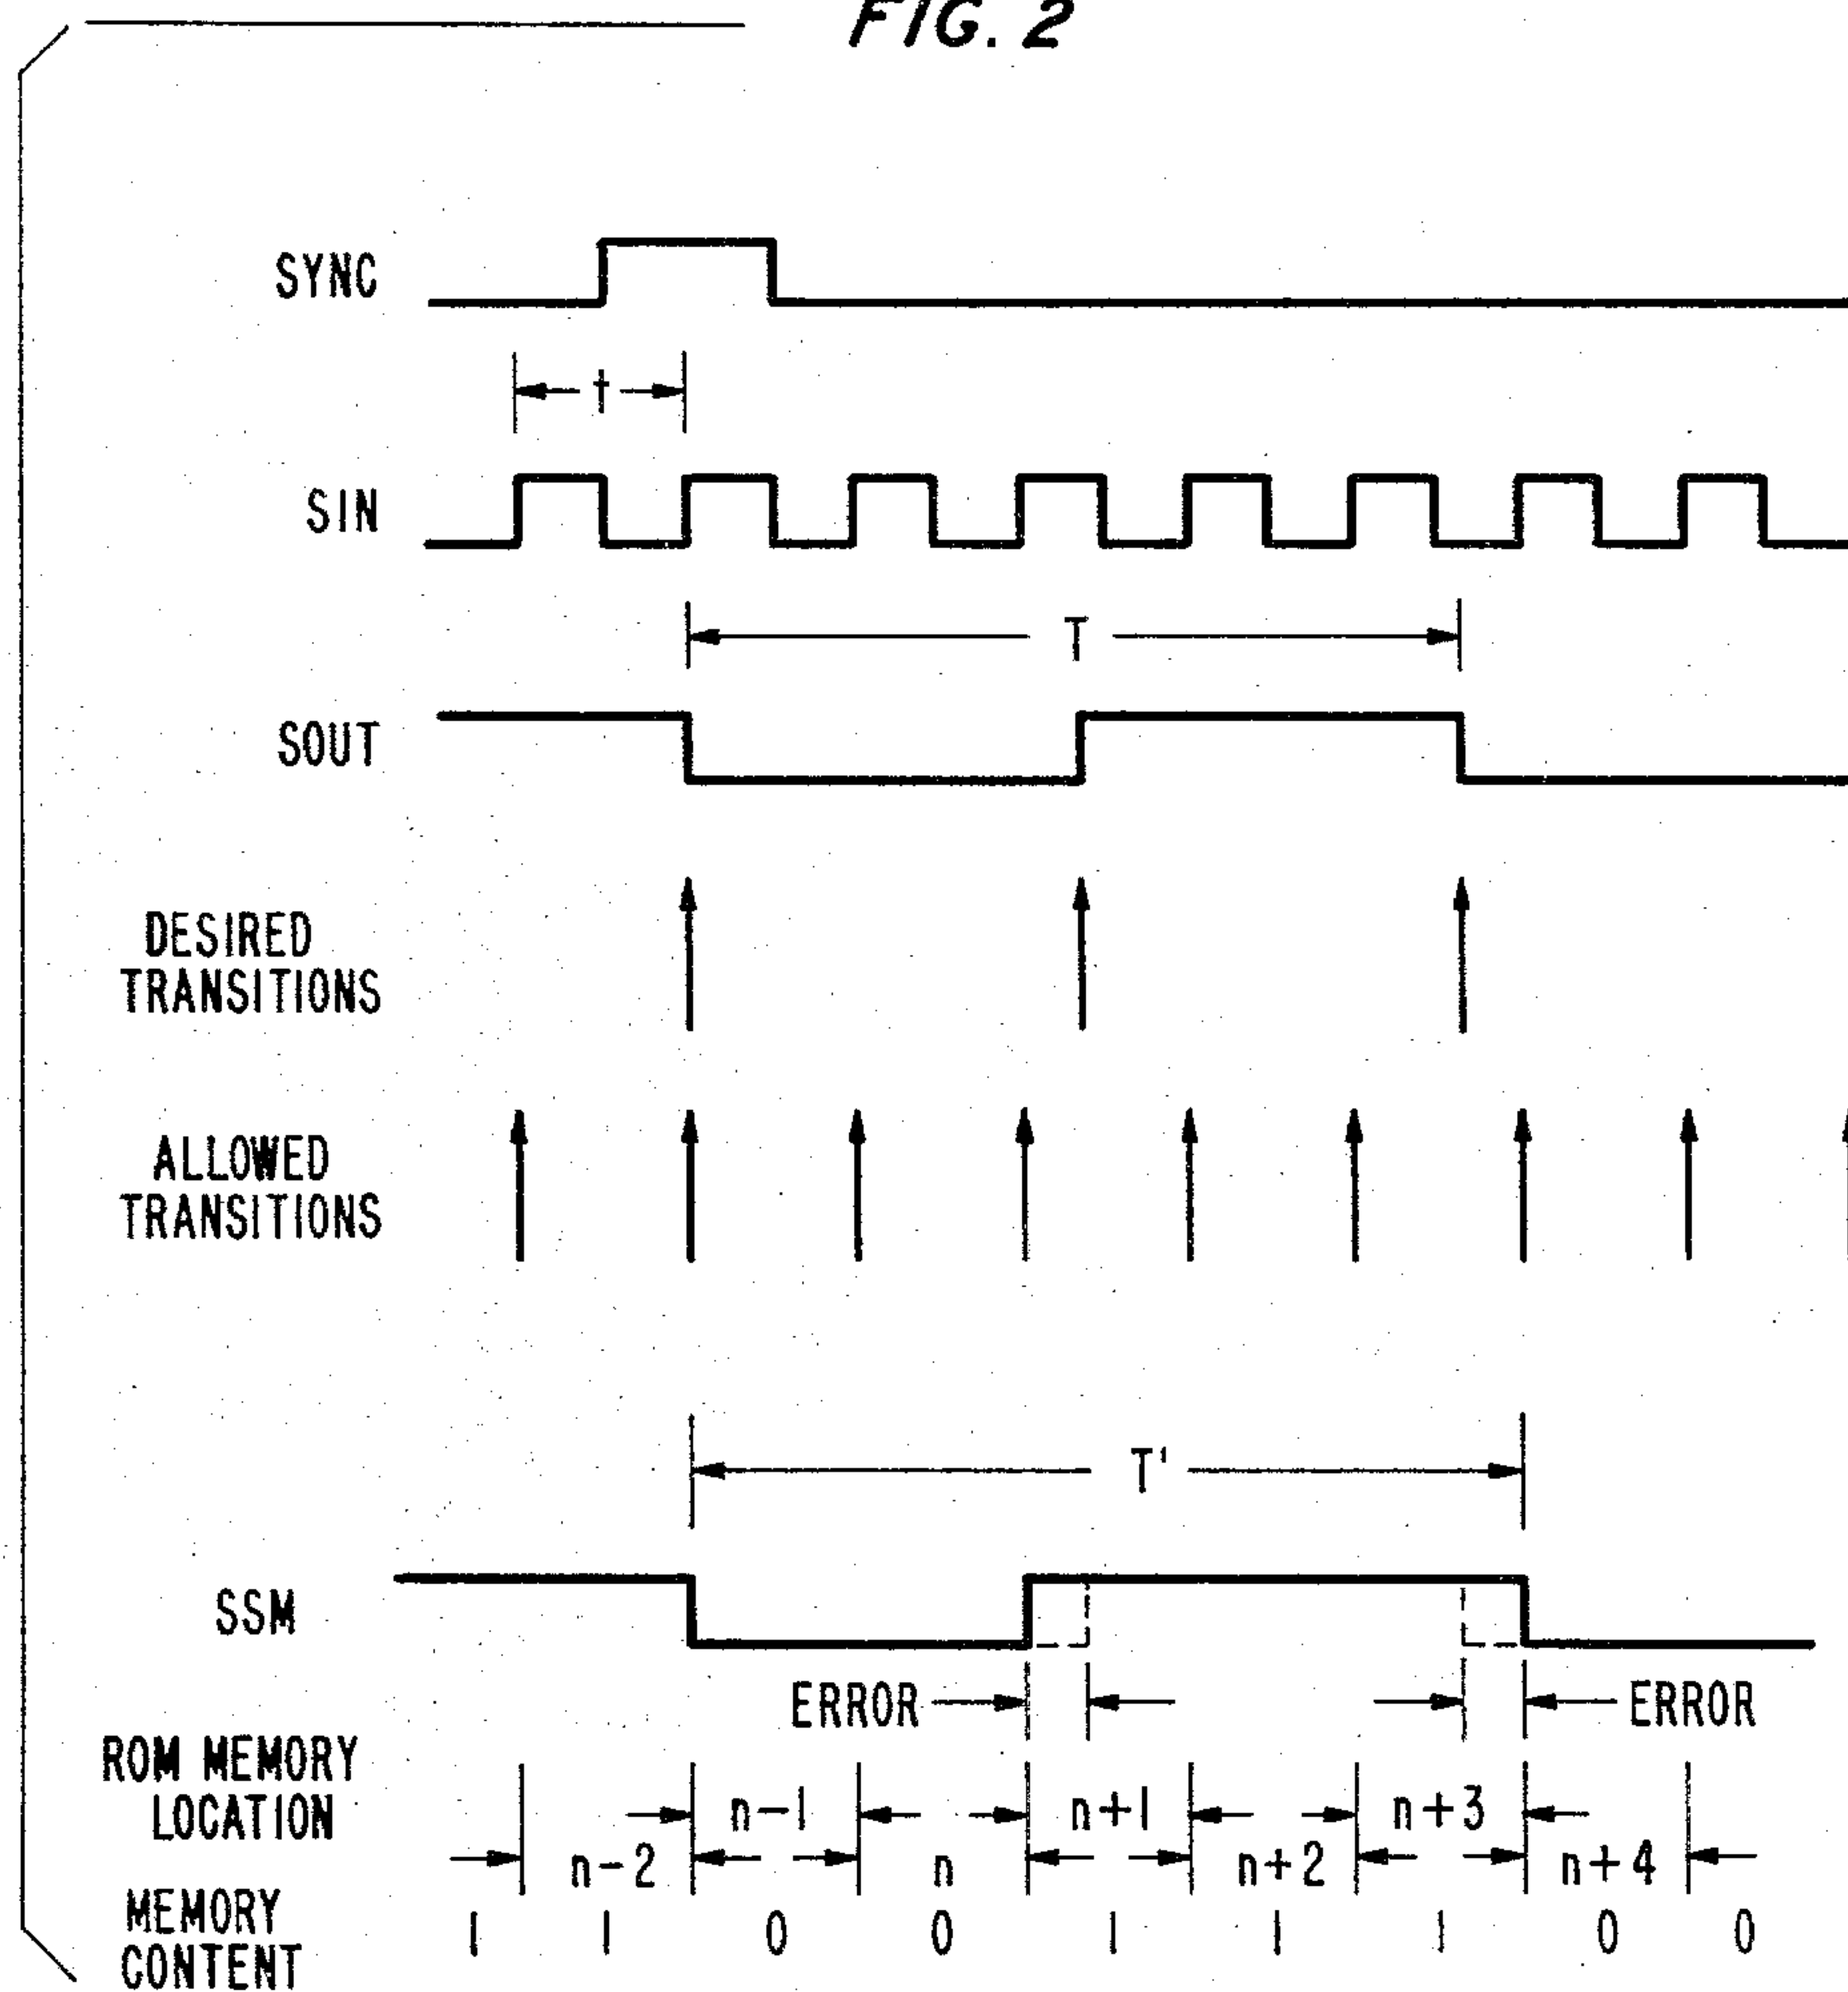 FIG. 2
SYNC
t
SIN
T
SOUT
DESIRED
TRANSITIONS
ALLOWED
TRANSITIONS
T'
SSM
ERROR ERROR
ROM MEMORY
LOCATION
n-1 n+1 n+3
n-2 n n+2 n+4
MEMORY
CONTENT
1 1 0 0 1 1 1 0 0